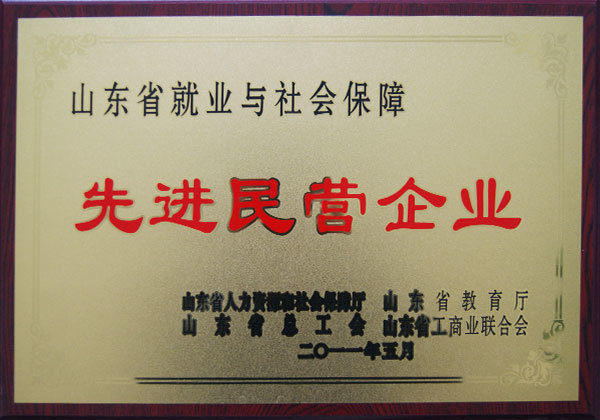 山东省就业与社会保障
先进民营企业
山东省人力资源和社会保障厅 山东省教育厅
山东省总工会 山东省工商业联合会
二〇一一年五月